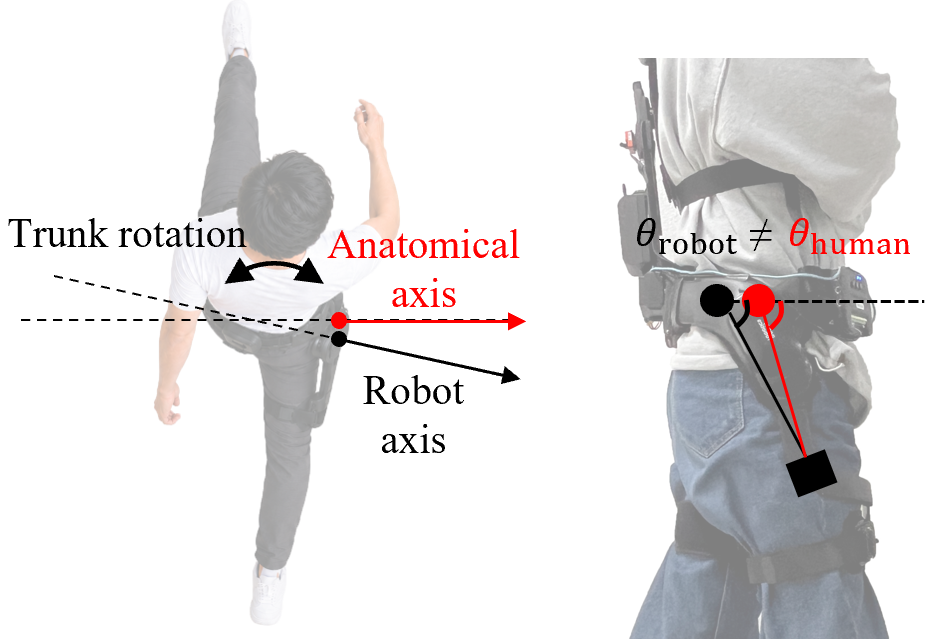 Trunk rotation
Anatomical
axis
Robot
axis
θrobot ≠ θhuman